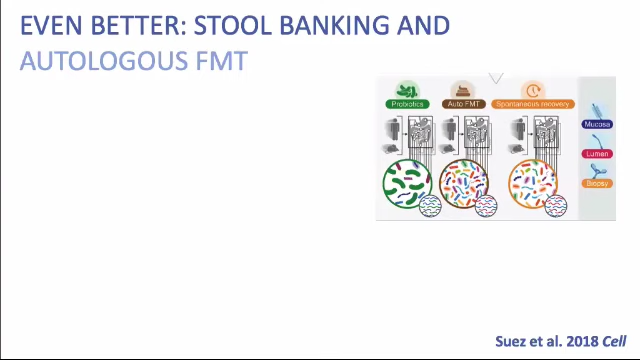 EVEN BETTER: STOOL BANKING AND
AUTOLOGOUS FMT
Probiotics
Auto FMT
Spontaneous recovery
Mucosa
Lumen
Biopsy
Suez et al. 2018 Cell